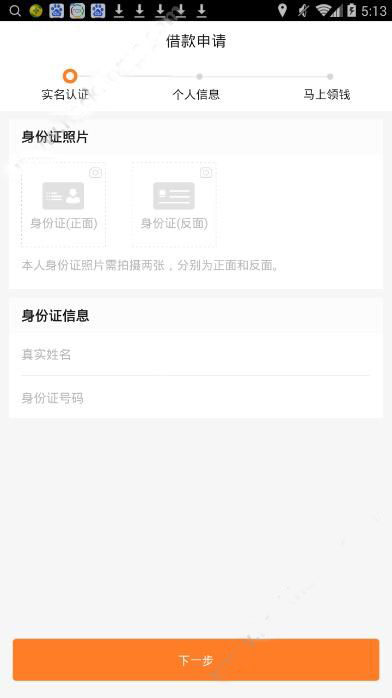 5:13
借款申请
实名认证 个人信息 马上领钱
身份证照片
身份证(正面) 身份证(反面)
本人身份证照片需拍摄两张，分别为正面和反面。
身份证信息
真实姓名
身份证号码
下一步